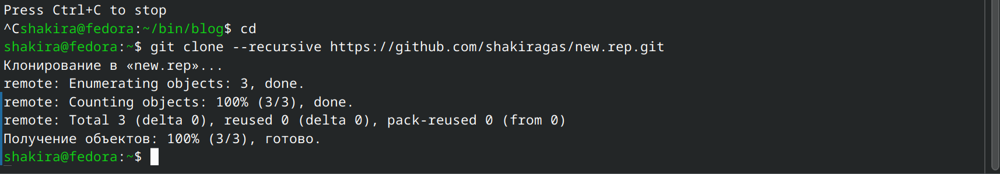 Press Ctrl+C to stop
^Cshakira@fedora:~/bin/blog$ cd
shakira@fedora:~$ git clone --recursive https://github.com/shakiragas/new.rep.git
Клонирование в «new.rep»...
remote: Enumerating objects: 3, done.
remote: Counting objects: 100% (3/3), done.
remote: Total 3 (delta 0), reused 0 (delta 0), pack-reused 0 (from 0)
Получение объектов: 100% (3/3), готово.
shakira@fedora:~$